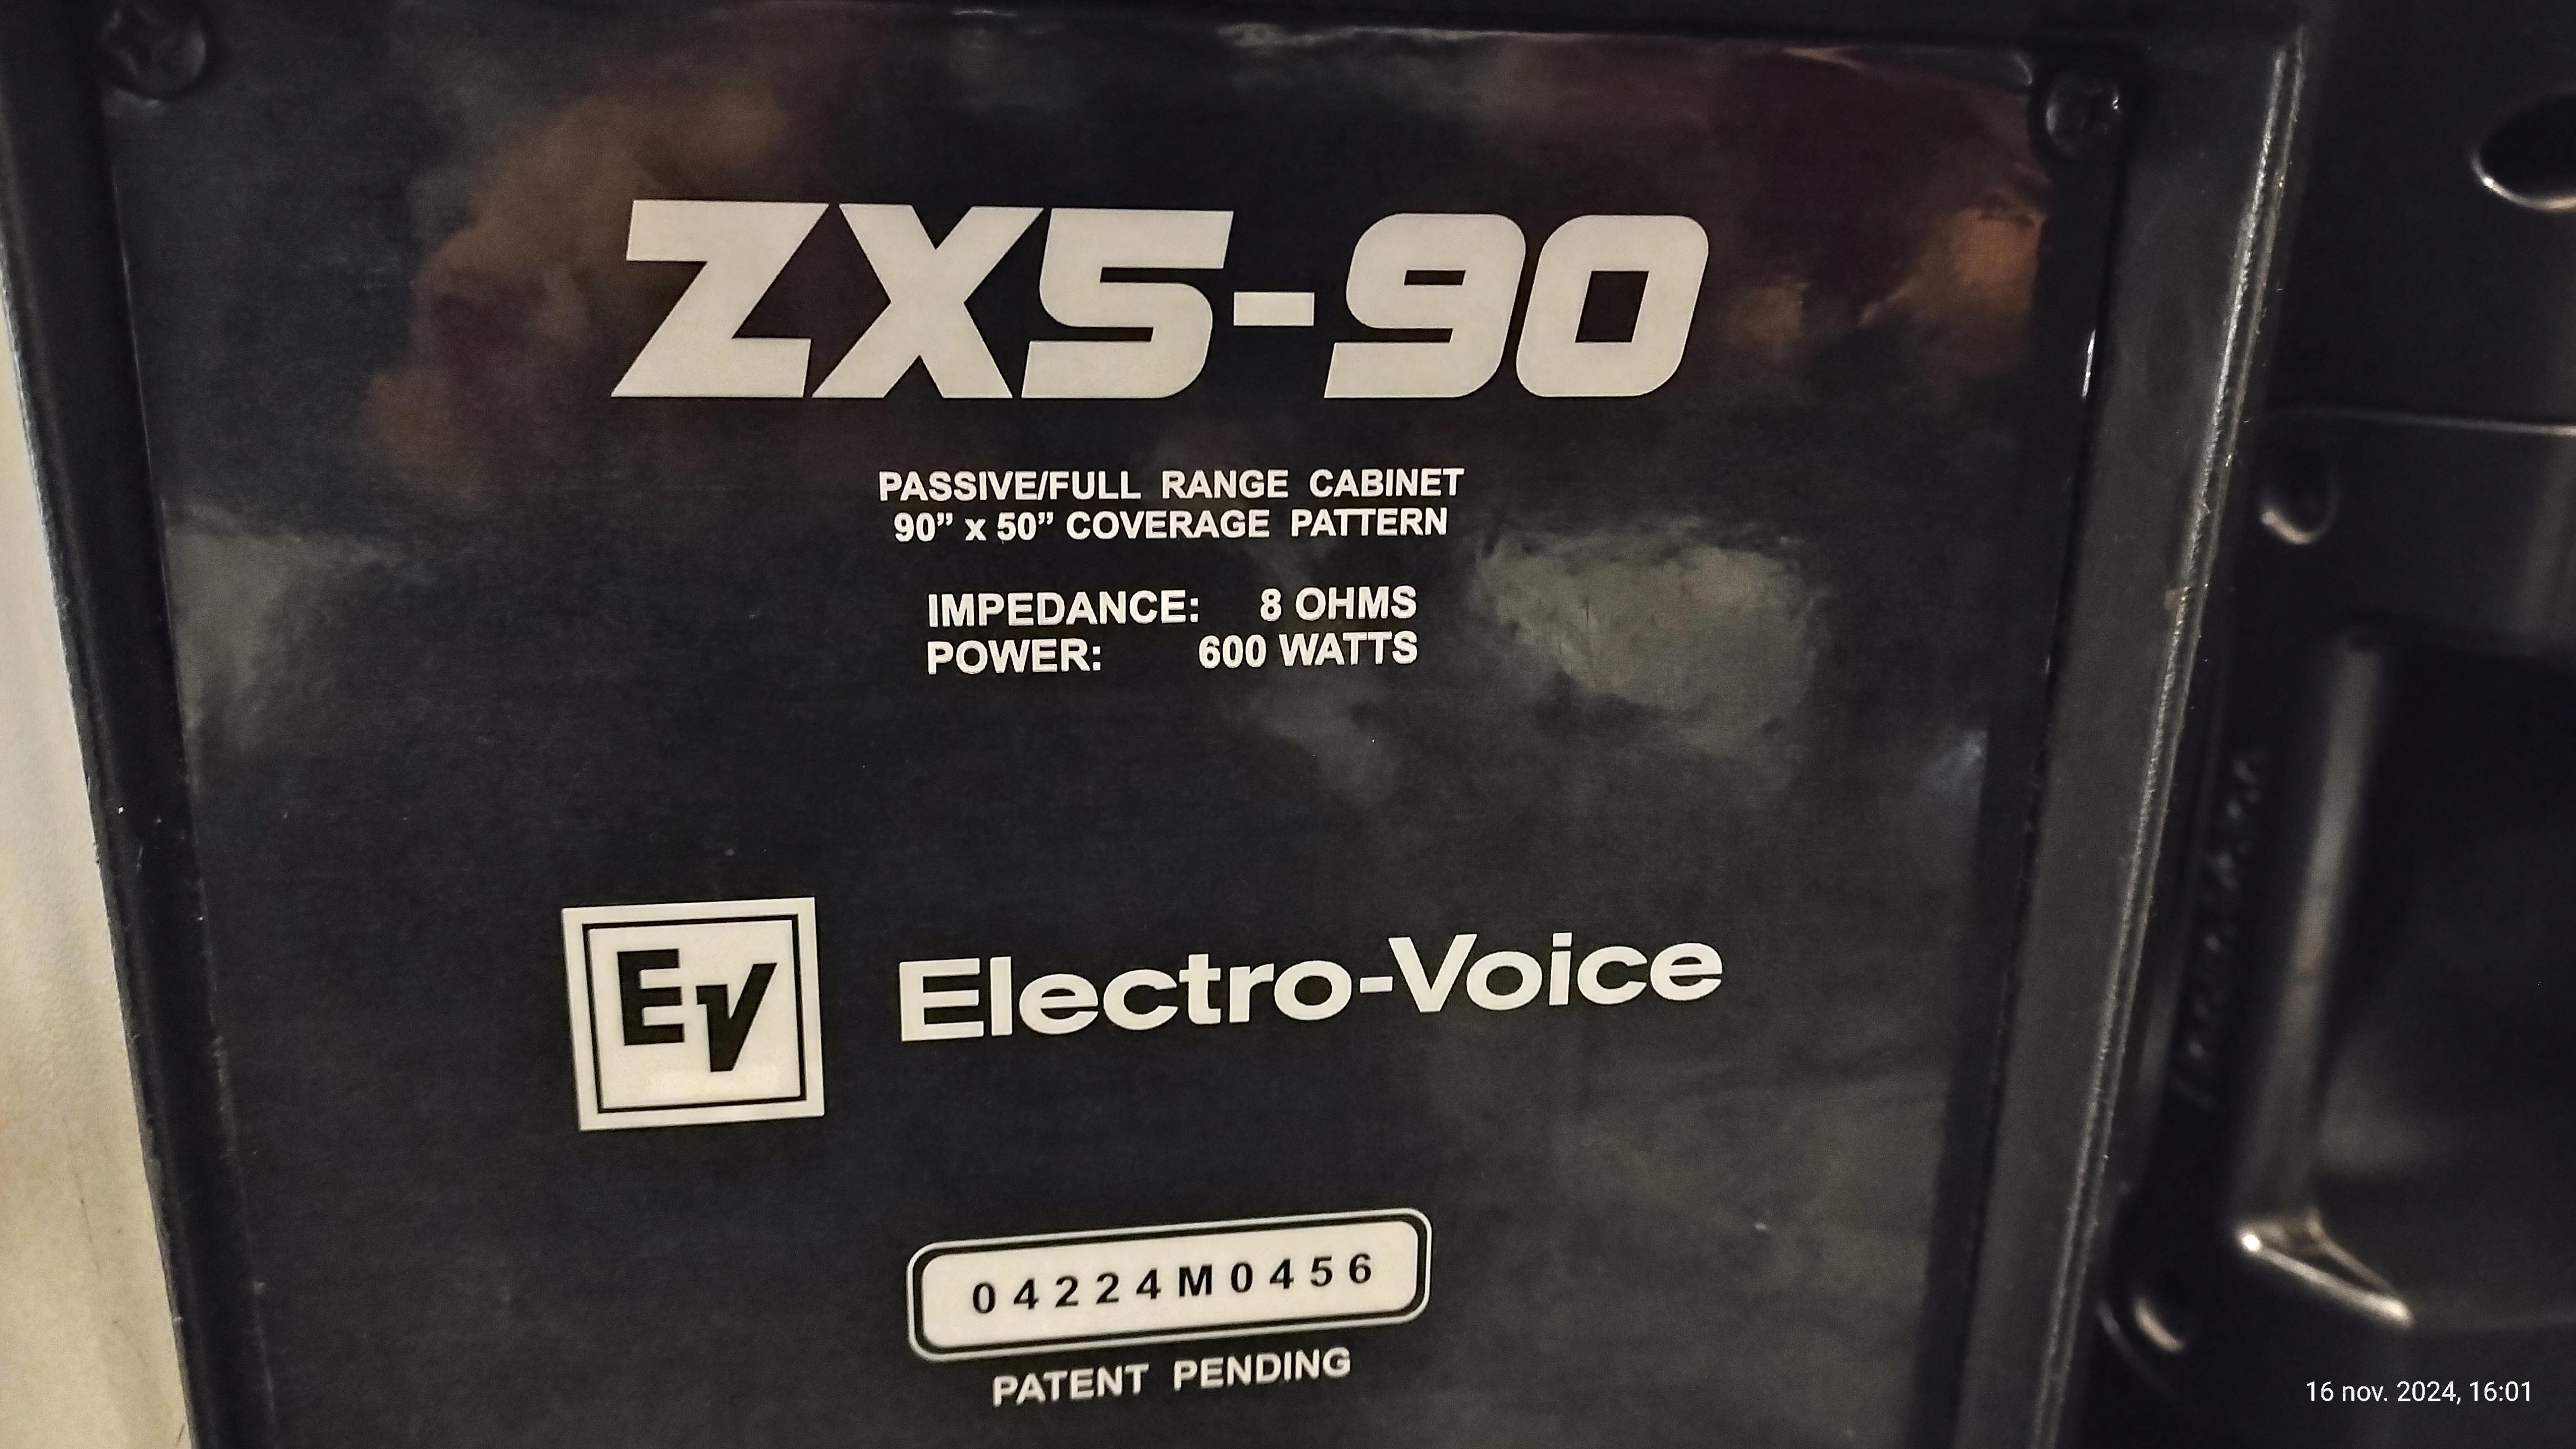 ZX5-90
PASSIVE/FULL RANGE CABINET
90” x 50” COVERAGE PATTERN
IMPEDANCE: 8 OHMS
POWER: 600 WATTS
EV Electro-Voice
04224M0456
PATENT PENDING
16 nov. 2024, 16:01